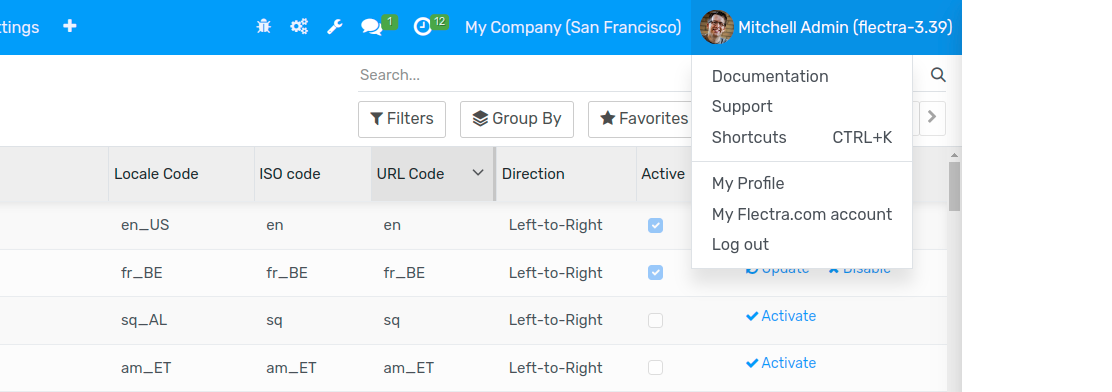 ttings
1
12
My Company (San Francisco)
Mitchell Admin (flectra-3.39)
Search...
Documentation
Support
Shortcuts CTRL+K
My Profile
My Flectra.com account
Log out
Filters
Group By
Favorites
Locale Code ISO code URL Code Direction Active
en_US en en Left-to-Right
fr_BE fr_BE fr_BE Left-to-Right Update Disable
sq_AL sq sq Left-to-Right Activate
am_ET am_ET am_ET Left-to-Right Activate